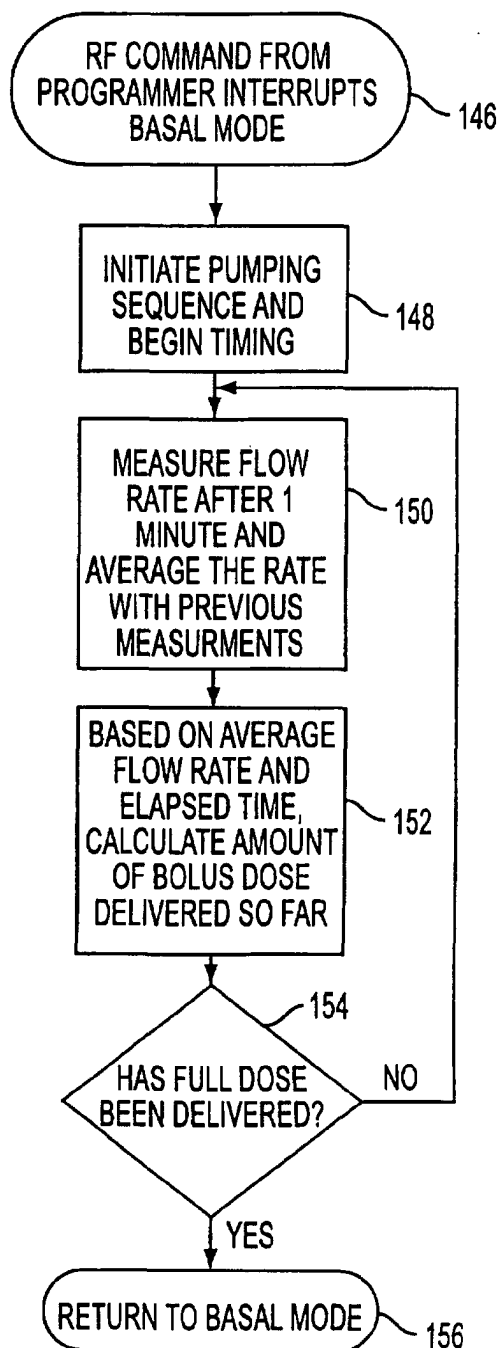 RF COMMAND FROM
PROGRAMMER INTERRUPTS
BASAL MODE
146
INITIATE PUMPING
SEQUENCE AND
BEGIN TIMING
148
MEASURE FLOW
RATE AFTER 1
MINUTE AND
AVERAGE THE RATE
WITH PREVIOUS
MEASURMENTS
150
BASED ON AVERAGE
FLOW RATE AND
ELAPSED TIME,
CALCULATE AMOUNT
OF BOLUS DOSE
DELIVERED SO FAR
152
154
HAS FULL DOSE
BEEN DELIVERED?
NO
YES
RETURN TO BASAL MODE
156